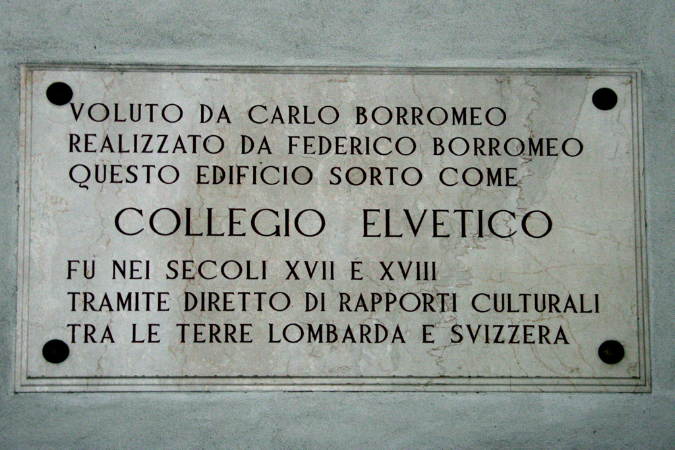 VOLUTO DA CARLO BORROMEO
REALIZZATO DA FEDERICO BORROMEO
QUESTO EDIFICIO SORTO COME
COLLEGIO ELVETICO
FU NEI SECOLI XVII E XVIII
TRAMITE DIRETTO DI RAPPORTI CULTURALI
TRA LE TERRE LOMBARDA E SVIZZERA